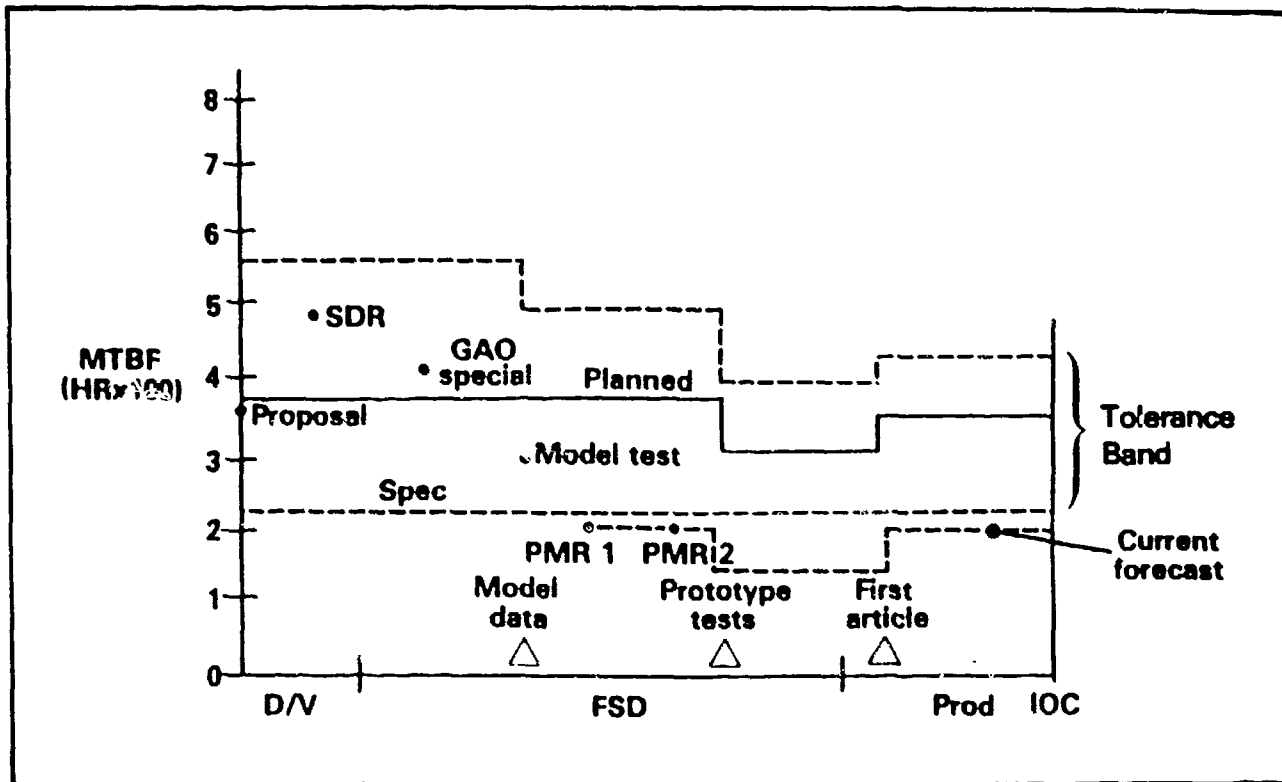 8
7
6
5
4
3
2
1
0
MTBF
(HRx100)
SDR
GAO
special
Planned
Proposal
Model test
Spec
PMR 1
PMR 2
Tolerance
Band
Current
forecast
Model
data
Prototype
tests
First
article
D/V
FSD
Prod
IOC